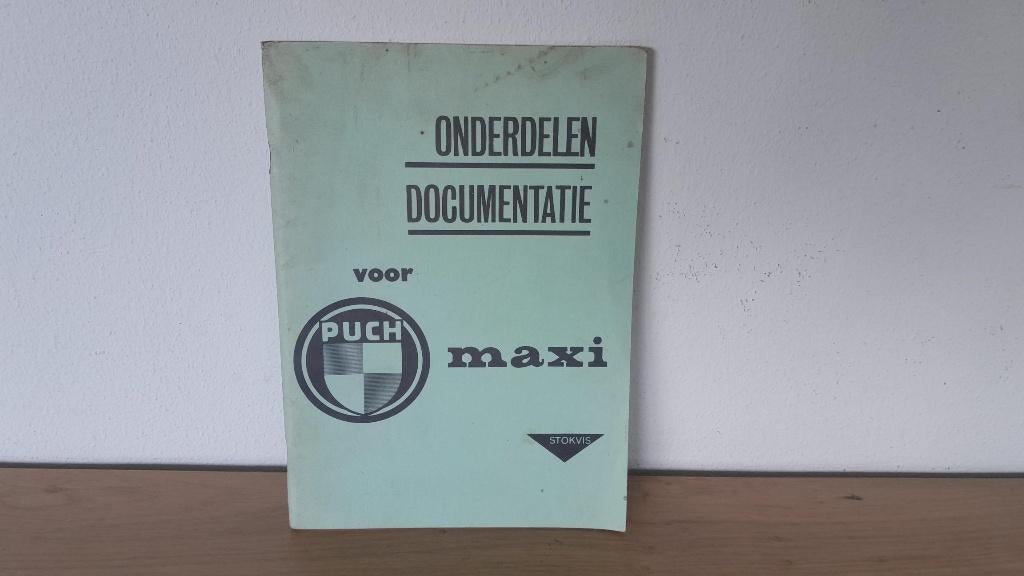 ONDERDELEN
DOCUMENTATIE
voor
PUCH
maxi
STOKVIS